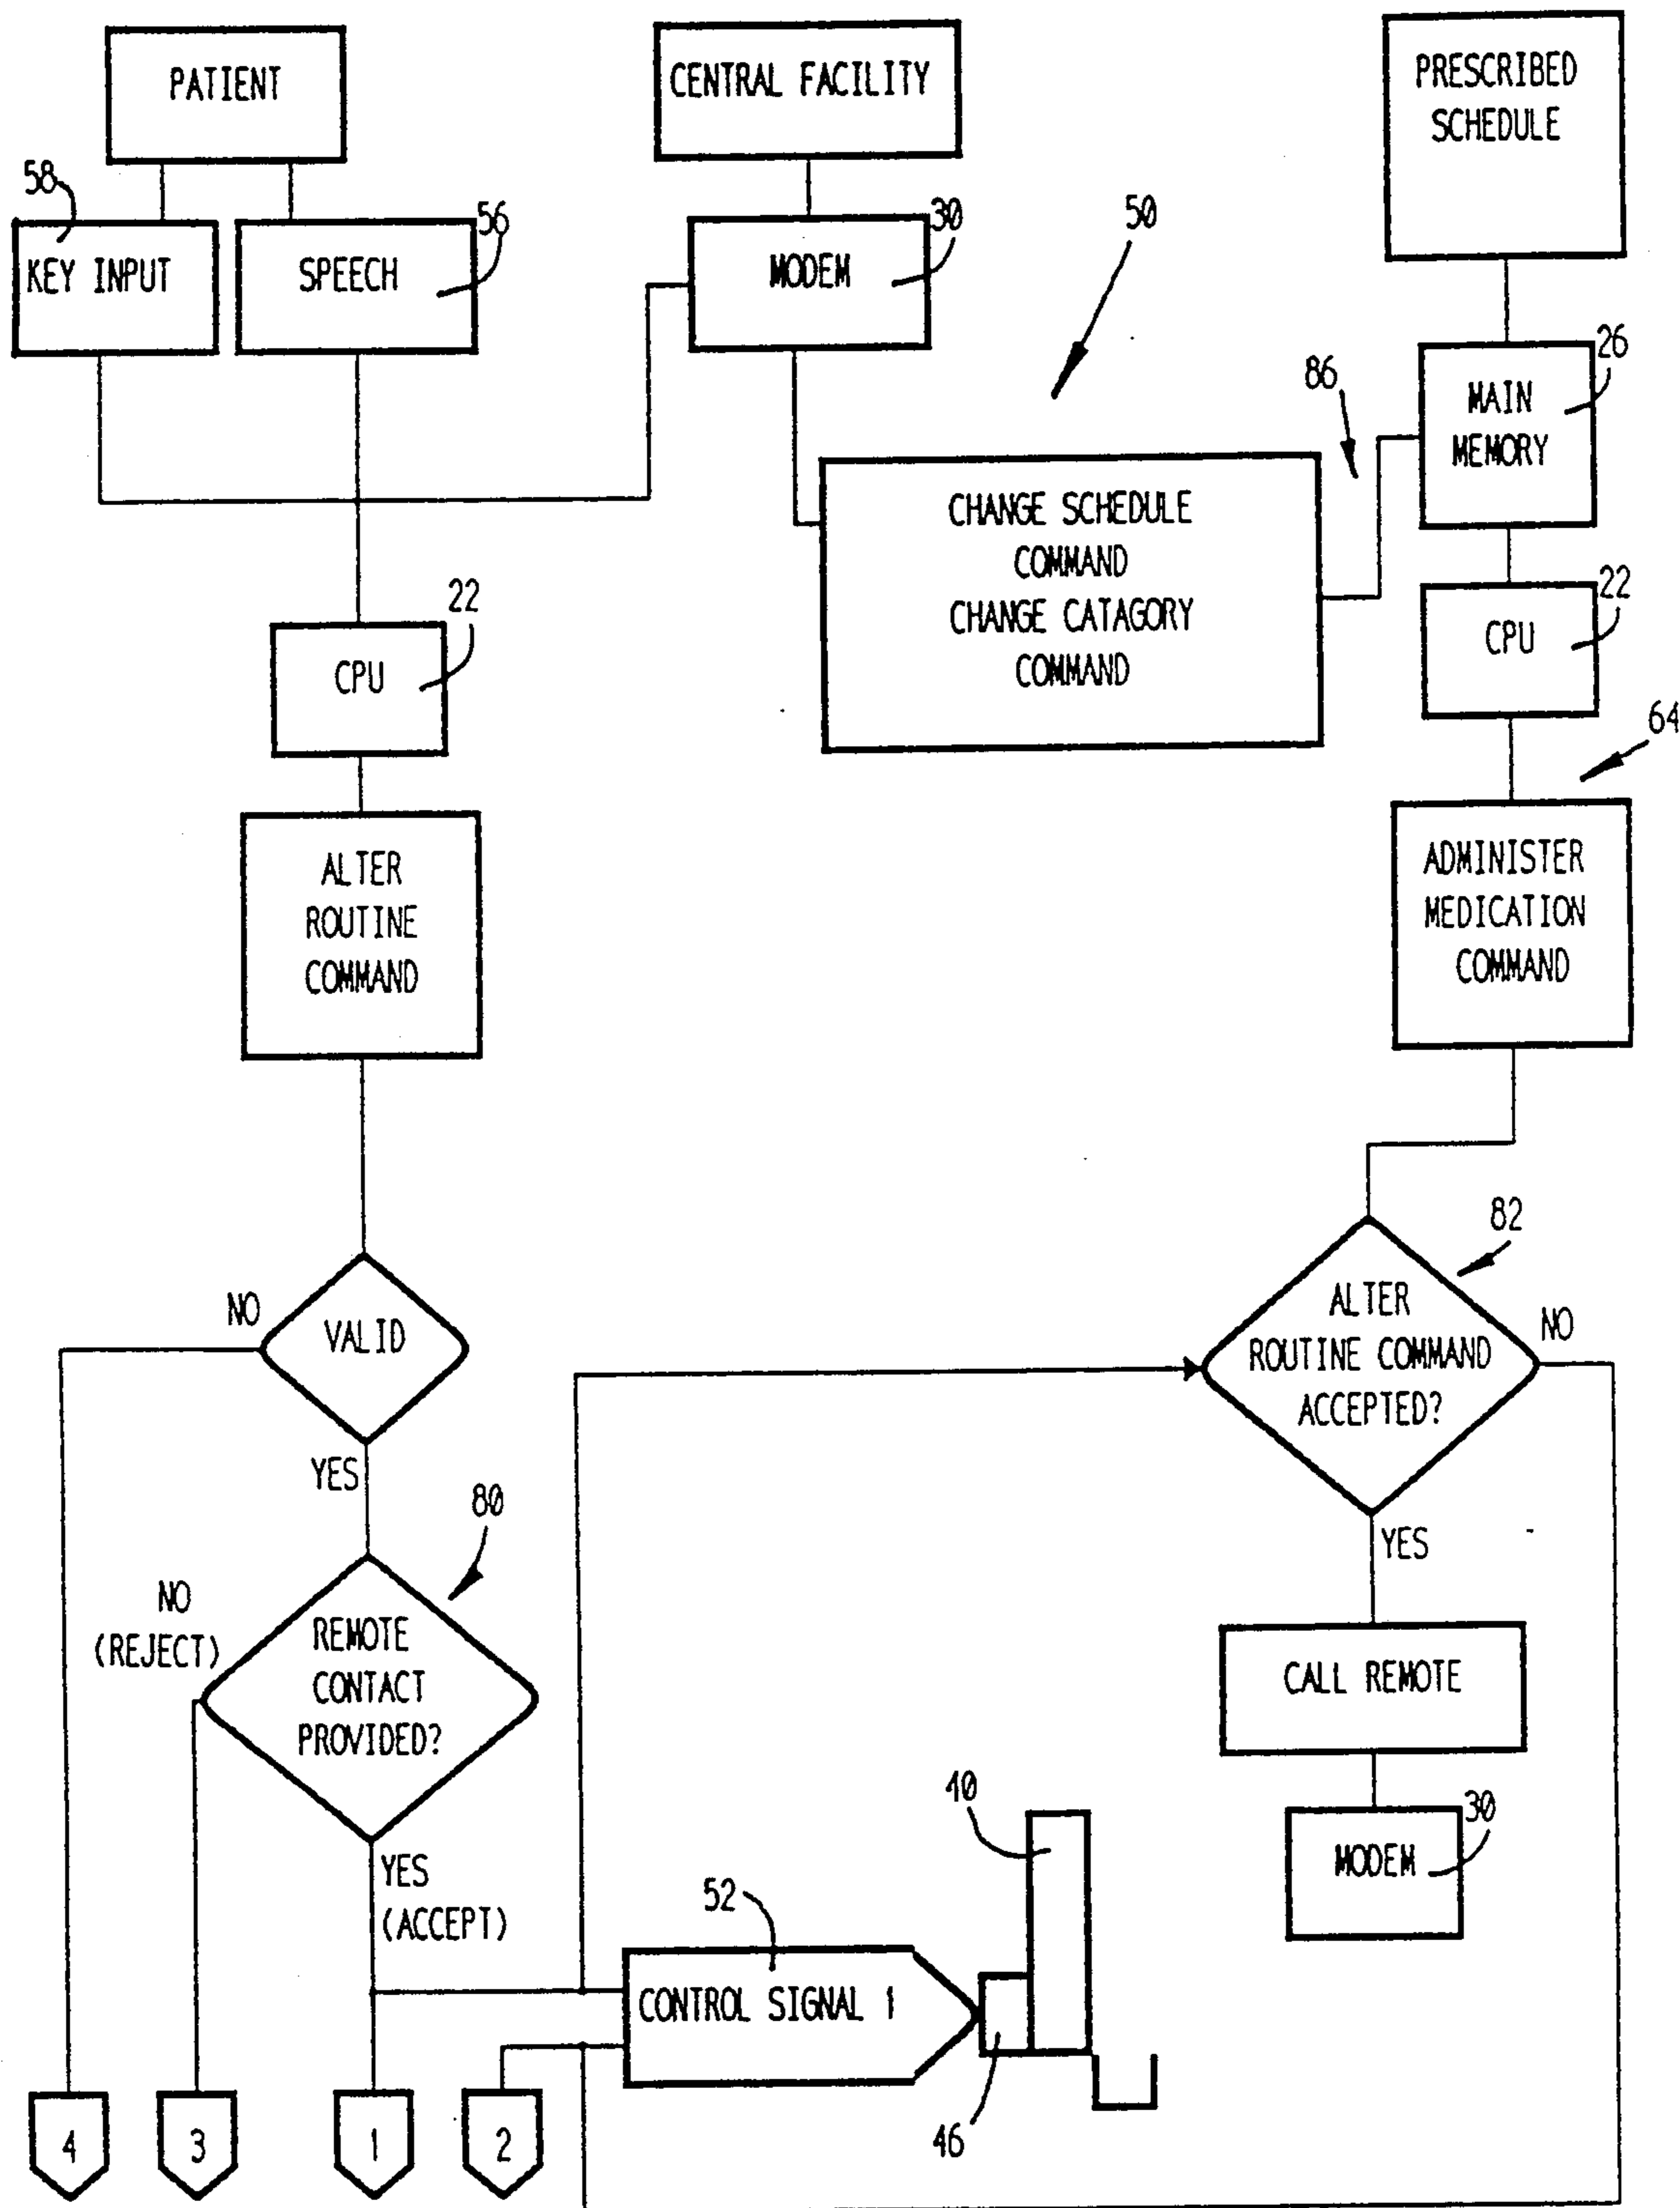 PATIENT
CENTRAL FACILITY
PRESCRIBED
SCHEDULE
58
KEY INPUT
SPEECH
56
MODEM
30
50
86
26
MAIN
MEMORY
CHANGE SCHEDULE
COMMAND
CHANGE CATAGORY
COMMAND
22
CPU
22
CPU
64
ALTER
ROUTINE
COMMAND
ADMINISTER
MEDICATION
COMMAND
NO
VALID
YES
82
ALTER
ROUTINE COMMAND
ACCEPTED?
NO
YES
80
NO
(REJECT)
REMOTE
CONTACT
PROVIDED?
YES
(ACCEPT)
CALL REMOTE
MODEM
30
52
CONTROL SIGNAL 1
40
46
4
3
1
2